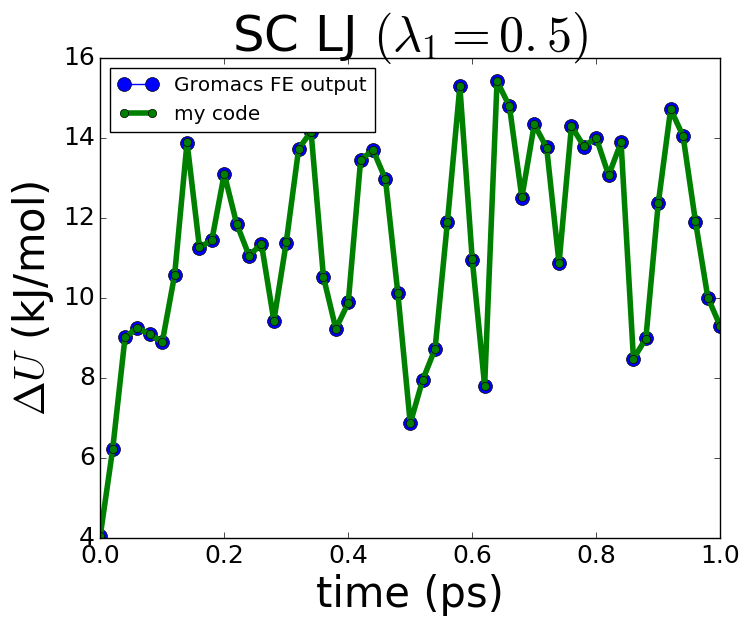 SC LJ (λ₁ = 0.5)
16
Gromacs FE output
my code
14
12
10
8
6
4
ΔU (kJ/mol)
0.0 0.2 0.4 0.6 0.8 1.0
time (ps)